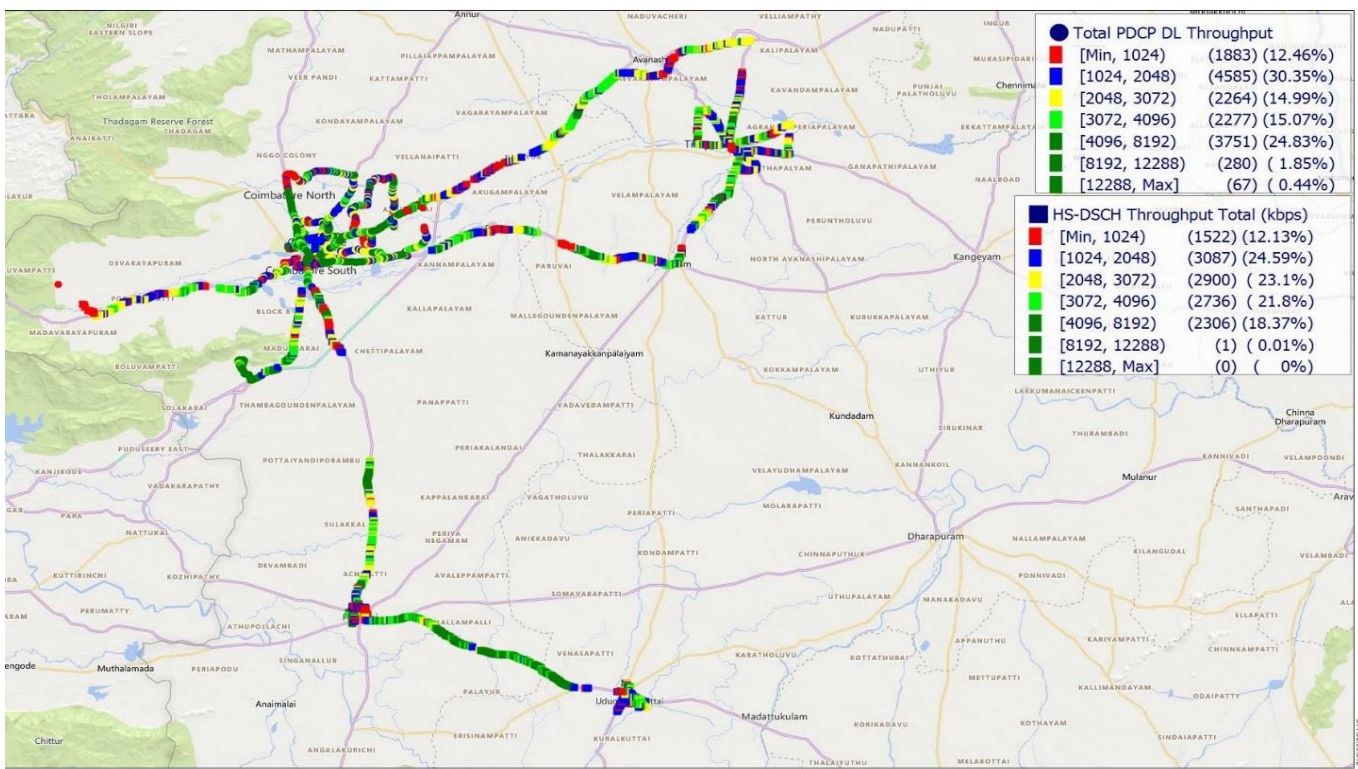 Total PDCP DL Throughput
[Min, 1024) (1883) (12.46%)
[1024, 2048) (4585) (30.35%)
[2048, 3072) (2264) (14.99%)
[3072, 4096) (2277) (15.07%)
[4096, 8192) (3751) (24.83%)
[8192, 12288) (280) ( 1.85%)
[12288, Max] (67) ( 0.44%)
HS-DSCH Throughput Total (kbps)
[Min, 1024) (1522) (12.13%)
[1024, 2048) (3087) (24.59%)
[2048, 3072) (2900) ( 23.1%)
[3072, 4096) (2736) ( 21.8%)
[4096, 8192) (2306) (18.37%)
[8192, 12288) (1) ( 0.01%)
[12288, Max] (0) ( 0%)
NILGIRI
EASTERN SLOPE
Annur
NADUVACHERI
VELLIAMPATHY
INGUR
MATHAMPALAYAM
PILLAIAPPAMPALAYAM
KALIPALAYAM
NADUPATTI
VEER PANDI
KATTAMPATTI
MUKASIPIDARI
THOLAMPALAYAM
KAVANDAMPALAYAM
PUNJAI
PALATHOLUVU
Chennimalai
Thadagam Reserve Forest
THADAGAM
KONDAYAMPALAYAM
VAGARAYAMPALAYAM
PERIAPALAYAM
EKKATTAMPALAYAM
ANAIKATTI
NGGO COLONY
VELLANAIPATTI
GANAPATHIPALAYAM
Coimbatore North
ARUGAMPALAYAM
VELAMPALAYAM
NAALROAD
PERUNTHOLUVU
DEVARAYAPURAM
KANNAMPALAYAM
PARUVAI
NORTH AVANASHIPALAYAM
Kangeyam
MADAVARAYAPURAM
BLOCK
KALLAPALAYAM
MALLEGOUNDENPALAYAM
KATTUR
KURUKKAPALAYAM
CHETTIPALAYAM
BOLUVAMPATTI
Kamanayakkanpalaiyam
KOKKAMPALAYAM
UTHIYUR
LAKKUMANAICKENPATTI
SOLAKARAI
THAMBAGOUNDENPALAYAM
PANAPPATTI
VADAVEDAMPATTI
Kundadam
Chinna
Dharapuram
PUDUSSERY EAST
PERIAKALANDAI
SIRUKINAR
THURAMBADI
KANJIKODE
POTTAIYANDIPORAMBU
THALAKKARAI
VELAYUDHAMPALAYAM
KANNANKOIL
KANNIVADI
VELAMPOONDI
VADAKARAPATHY
KAPPALANKARAI
VAGATHOLUVU
MOLARAPATTI
Mulanur
PARA
SULAKKAL
PERIAPATTI
SANTHAPADI
NATTUKAL
PERIYA
NEGAMAM
ANIKKADAVU
Dharapuram
NALLAMPALAYAM
DEVAMBADI
KONDAMPATTI
CHINNAPUTHUR
KILANGUDAL
VELAMBADI
KUTTIRINCHI
KOZHIPATHY
AVALEPPAMPATTI
PONNIVADI
PERUMATTY
SOMAVARAPATTI
UTHUPALAYAM
MANAKADAVU
ELLAPATTI
ATHUPOLLACHI
APPANUTHU
KARIYAMPATTI
Muthalamada
PERIAPODU
SINGANALLUR
VENASAPATTI
KARATHOLUVU
KOTTATHURAI
CHINNKAMPATTI
METTUPATTI
KALLIMANDAYAM
ODAIPATTI
Anaimalai
PALAYUR
Madattukulam
Chittur
ERISINAMPATTI
KURALKUTTAI
KORIKADAVU
KOTHAYAM
SINDAIAPATTI
ANGALAKURICHI
THALAIYUTHU
MELAKOTTAI